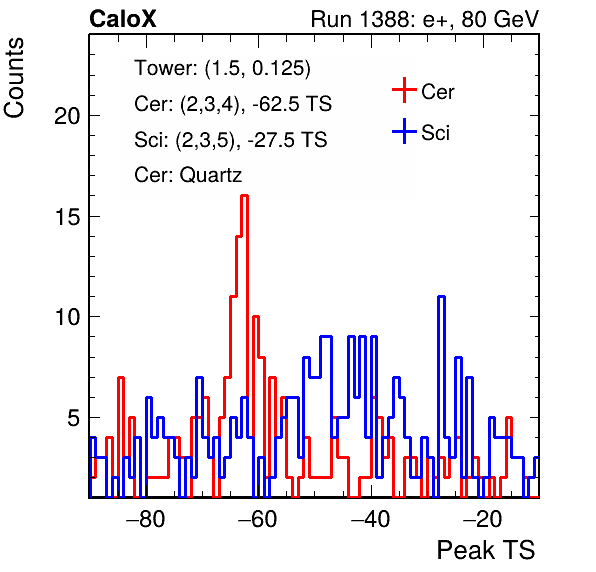 CaloX
Run 1388: e+, 80 GeV
Counts
Tower: (1.5, 0.125)
Cer: (2,3,4), -62.5 TS
Sci: (2,3,5), -27.5 TS
Cer: Quartz
Cer
Sci
20
15
10
5
−80 −60 −40 −20
Peak TS